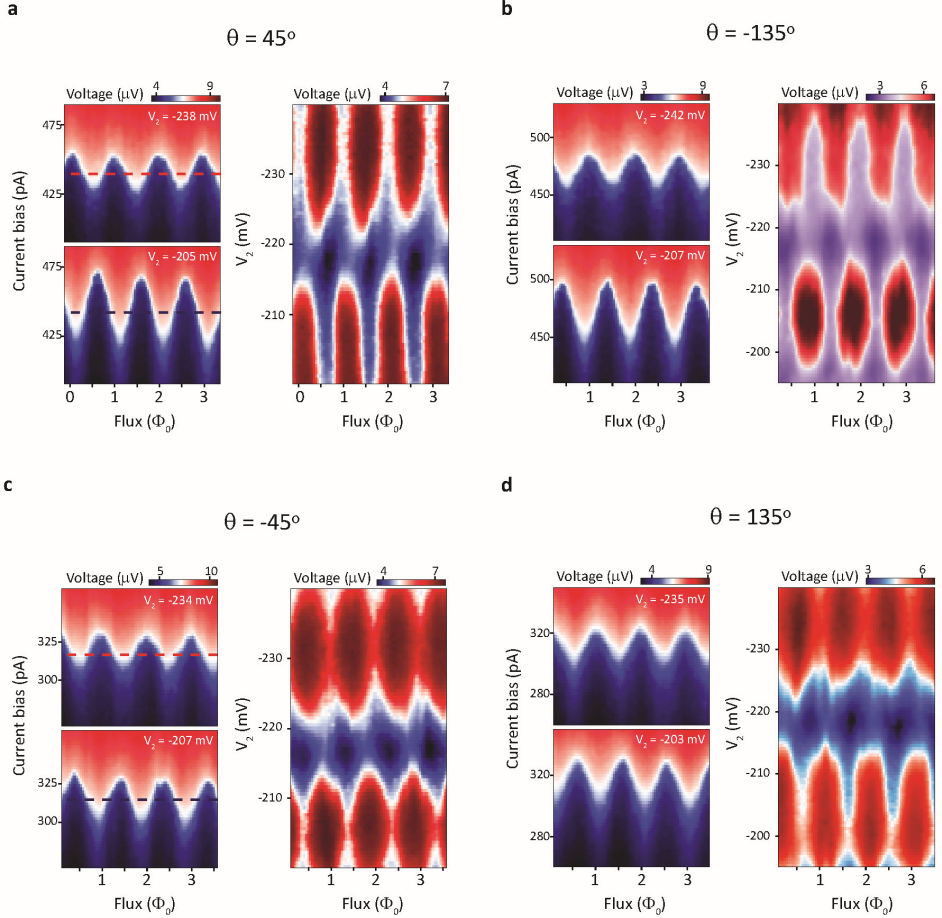 a
θ = 45º
Voltage (μV) 4 9
V2 = -238 mV
475
425
V2 = -205 mV
475
425
Current bias (pA)
0 1 2 3
Flux (Φ0)
Voltage (μV) 4 7
V2 (mV)
-230
-220
-210
0 1 2 3
Flux (Φ0)
b
θ = -135º
Voltage (μV) 3 9
V2 = -242 mV
500
450
V2 = -207 mV
500
450
Current bias (pA)
1 2 3
Flux (Φ0)
Voltage (μV) 3 6
V2 (mV)
-230
-220
-210
-200
1 2 3
Flux (Φ0)
c
θ = -45º
Voltage (μV) 5 10
V2 = -234 mV
325
300
V2 = -207 mV
325
300
Current bias (pA)
1 2 3
Flux (Φ0)
Voltage (μV) 4 7
V2 (mV)
-230
-220
-210
1 2 3
Flux (Φ0)
d
θ = 135º
Voltage (μV) 4 9
V2 = -235 mV
320
280
V2 = -203 mV
320
280
Current bias (pA)
1 2 3
Flux (Φ0)
Voltage (μV) 3 6
V2 (mV)
-230
-220
-210
-200
1 2 3
Flux (Φ0)